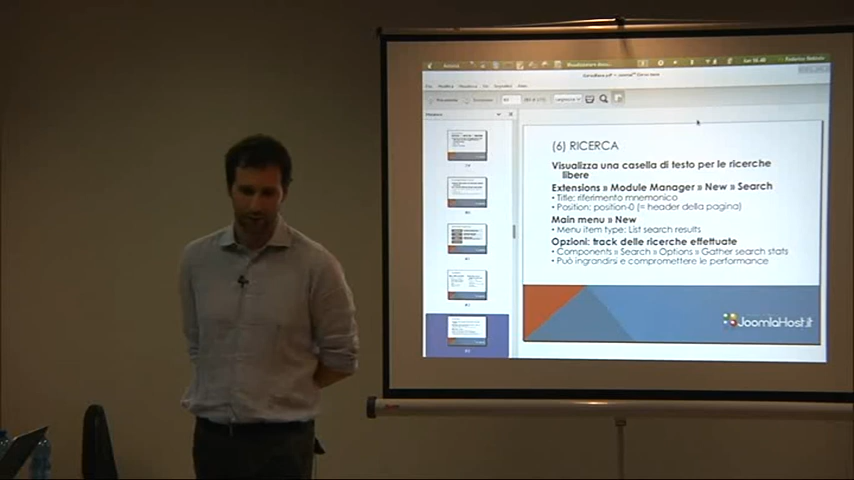 (6) RICERCA
Visualizza una casella di testo per le ricerche
libere
Extensions » Module Manager » New » Search
• Title: riferimento mnemonico
• Position: position-0 (= header della pagina)
Main menu » New
• Menu item type: List search results
Opzioni: track delle ricerche effettuate
• Components » Search » Options » Gather search stats
• Può ingrandirsi e compromettere le performance
JoomlaHost.it